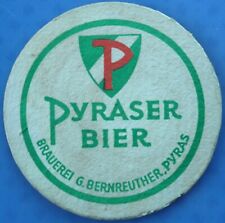 P
PYRASER
BIER
BRAUEREI G. BERNREUTHER, PYRAS